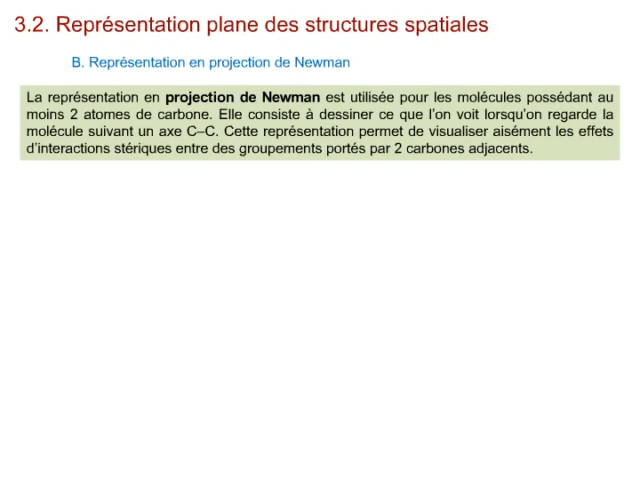 3.2. Représentation plane des structures spatiales
B. Représentation en projection de Newman
La représentation en projection de Newman est utilisée pour les molécules possédant au
moins 2 atomes de carbone. Elle consiste à dessiner ce que l’on voit lorsqu’on regarde la
molécule suivant un axe C–C. Cette représentation permet de visualiser aisément les effets
d’interactions stériques entre des groupements portés par 2 carbones adjacents.